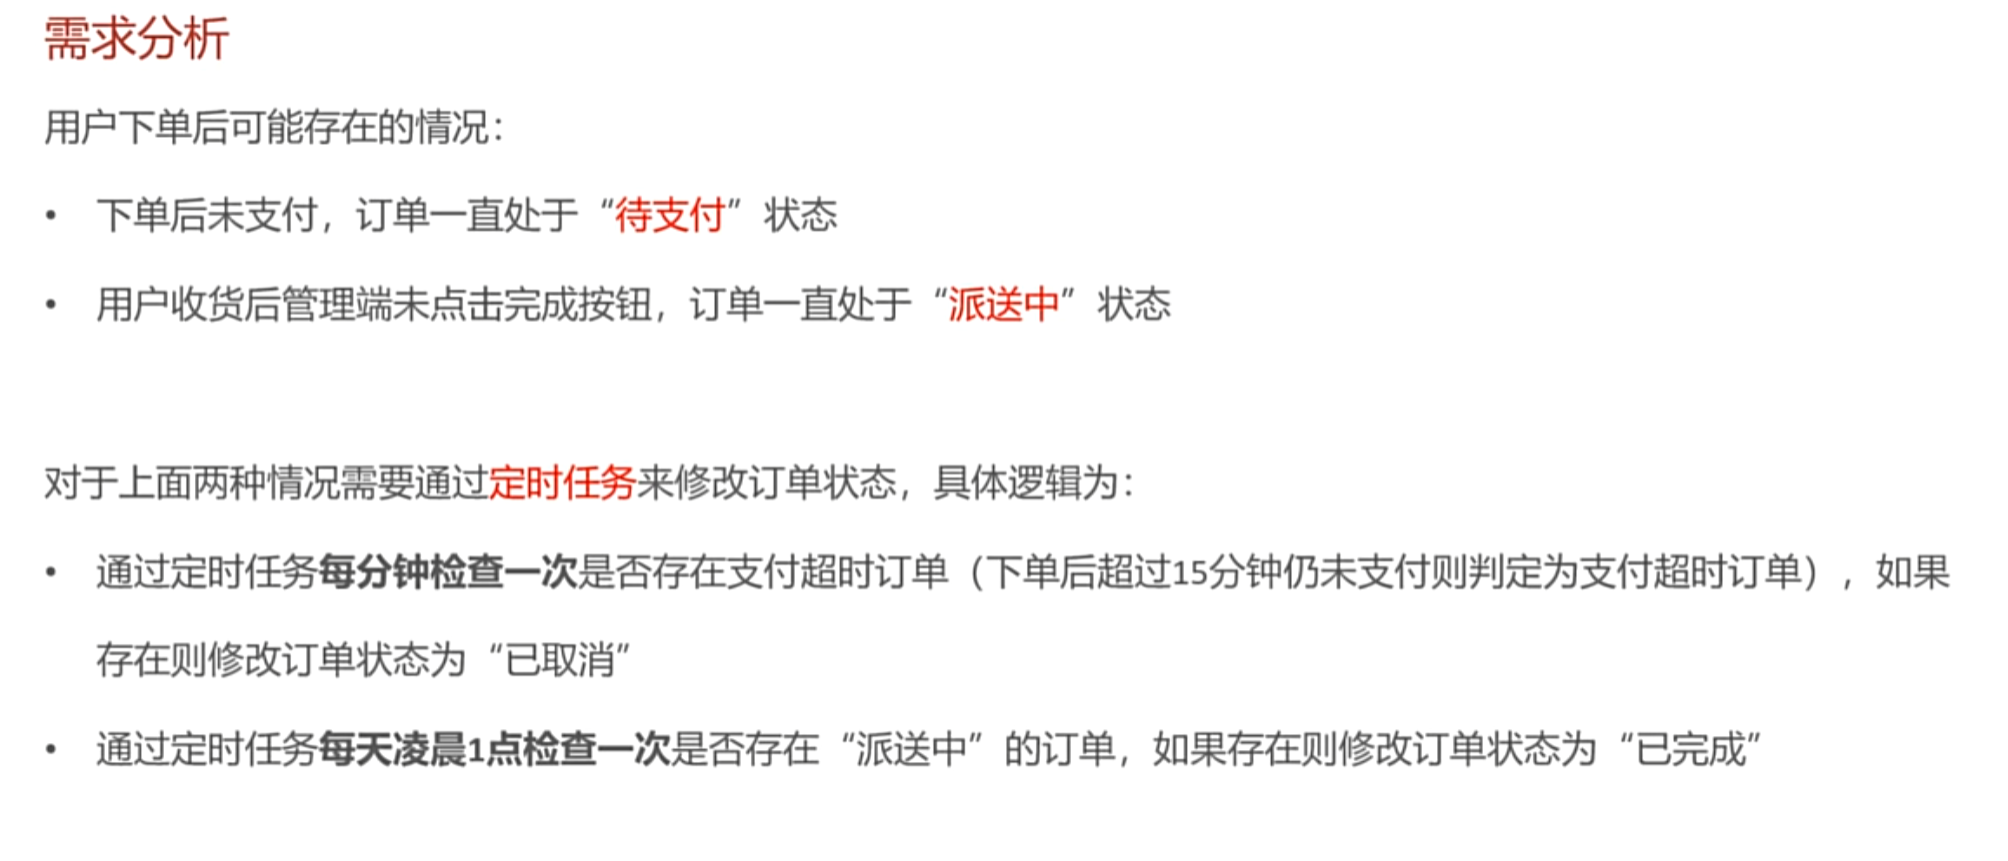 需求分析
用户下单后可能存在的情况：
• 下单后未支付，订单一直处于“待支付”状态
• 用户收货后管理端未点击完成按钮，订单一直处于“派送中”状态
对于上面两种情况需要通过定时任务来修改订单状态，具体逻辑为：
• 通过定时任务每分钟检查一次是否存在支付超时订单（下单后超过15分钟仍未支付则判定为支付超时订单），如果
存在则修改订单状态为“已取消”
• 通过定时任务每天凌晨1点检查一次是否存在“派送中”的订单，如果存在则修改订单状态为“已完成”